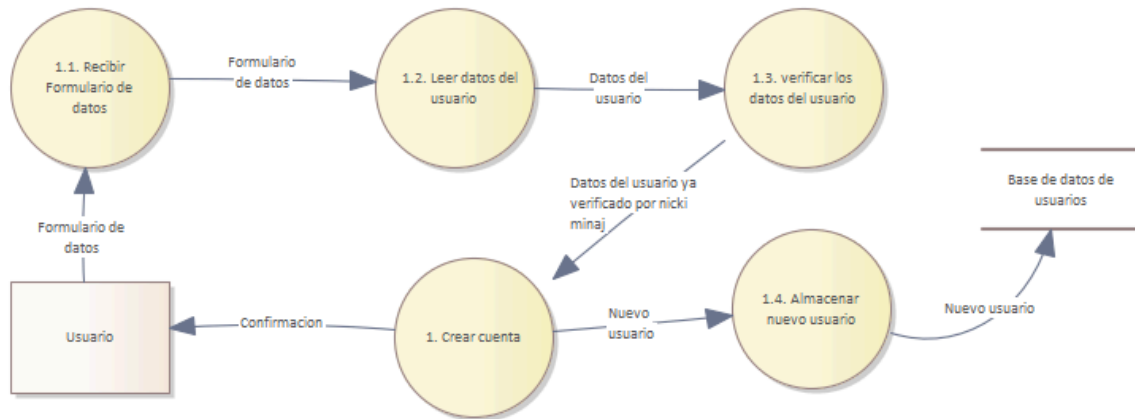 1.1. Recibir
Formulario de
datos
Formulario
de datos
1.2. Leer datos del
usuario
Datos del
usuario
1.3. verificar los
datos del usuario
Datos del usuario ya
verificado por nicki
minaj
Base de datos de
usuarios
Formulario de
datos
Usuario
Confirmacion
1. Crear cuenta
Nuevo
usuario
1.4. Almacenar
nuevo usuario
Nuevo usuario